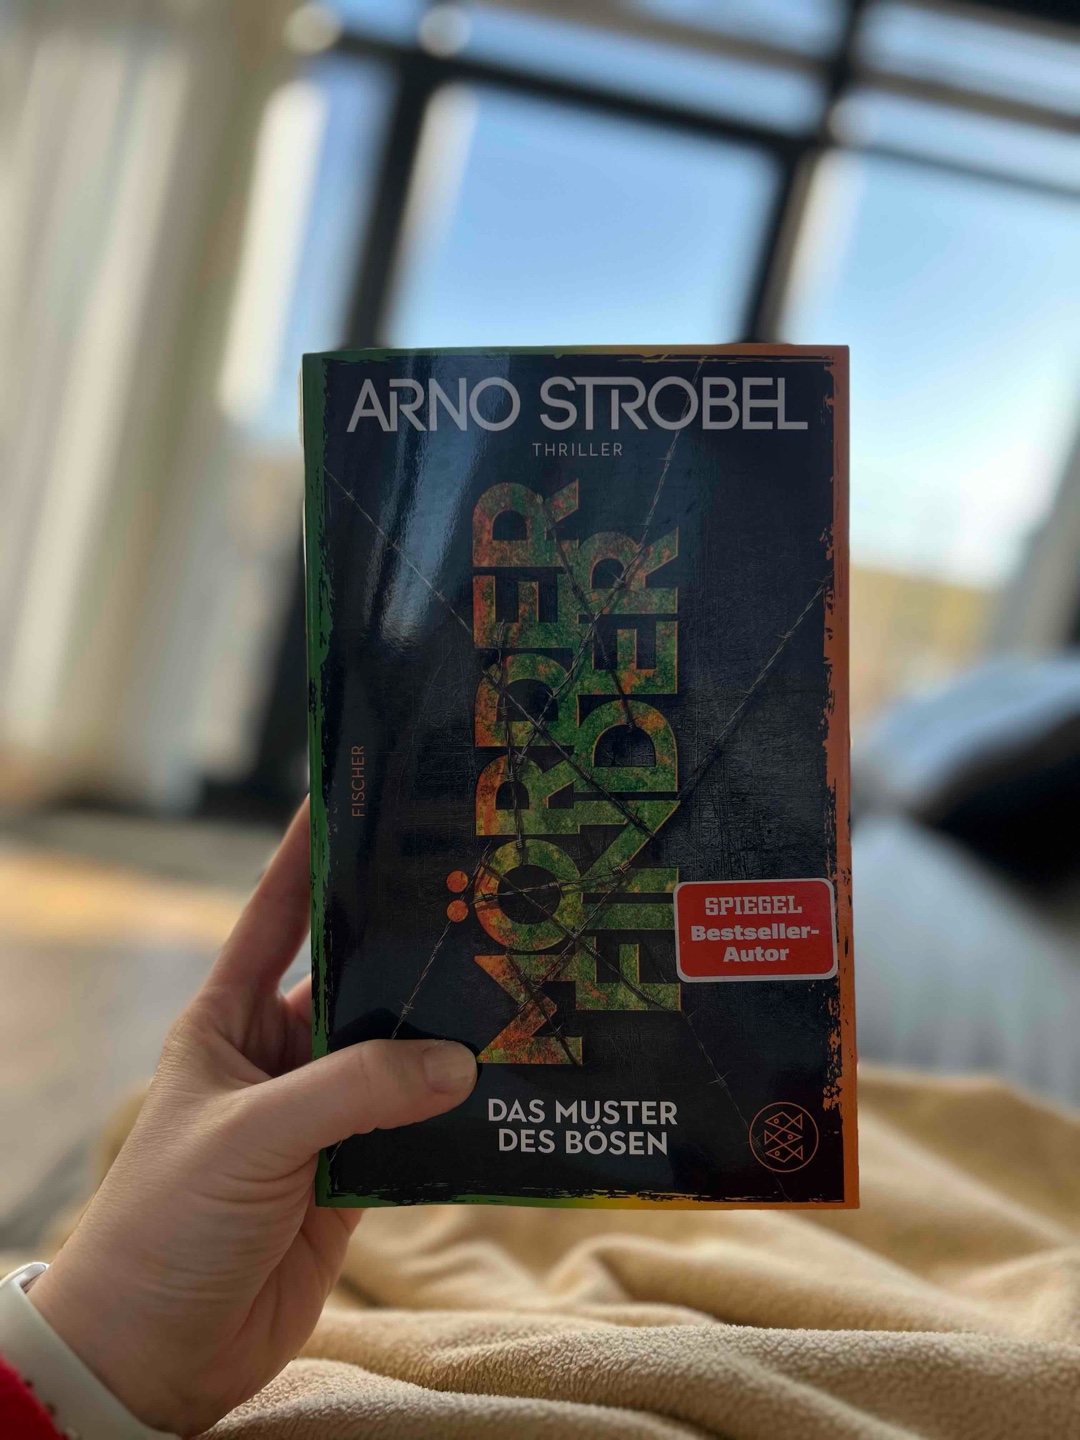 ARNO STROBEL
THRILLER
MÖRDER
FINDER
FISCHER
SPIEGEL
Bestseller-
Autor
DAS MUSTER
DES BÖSEN